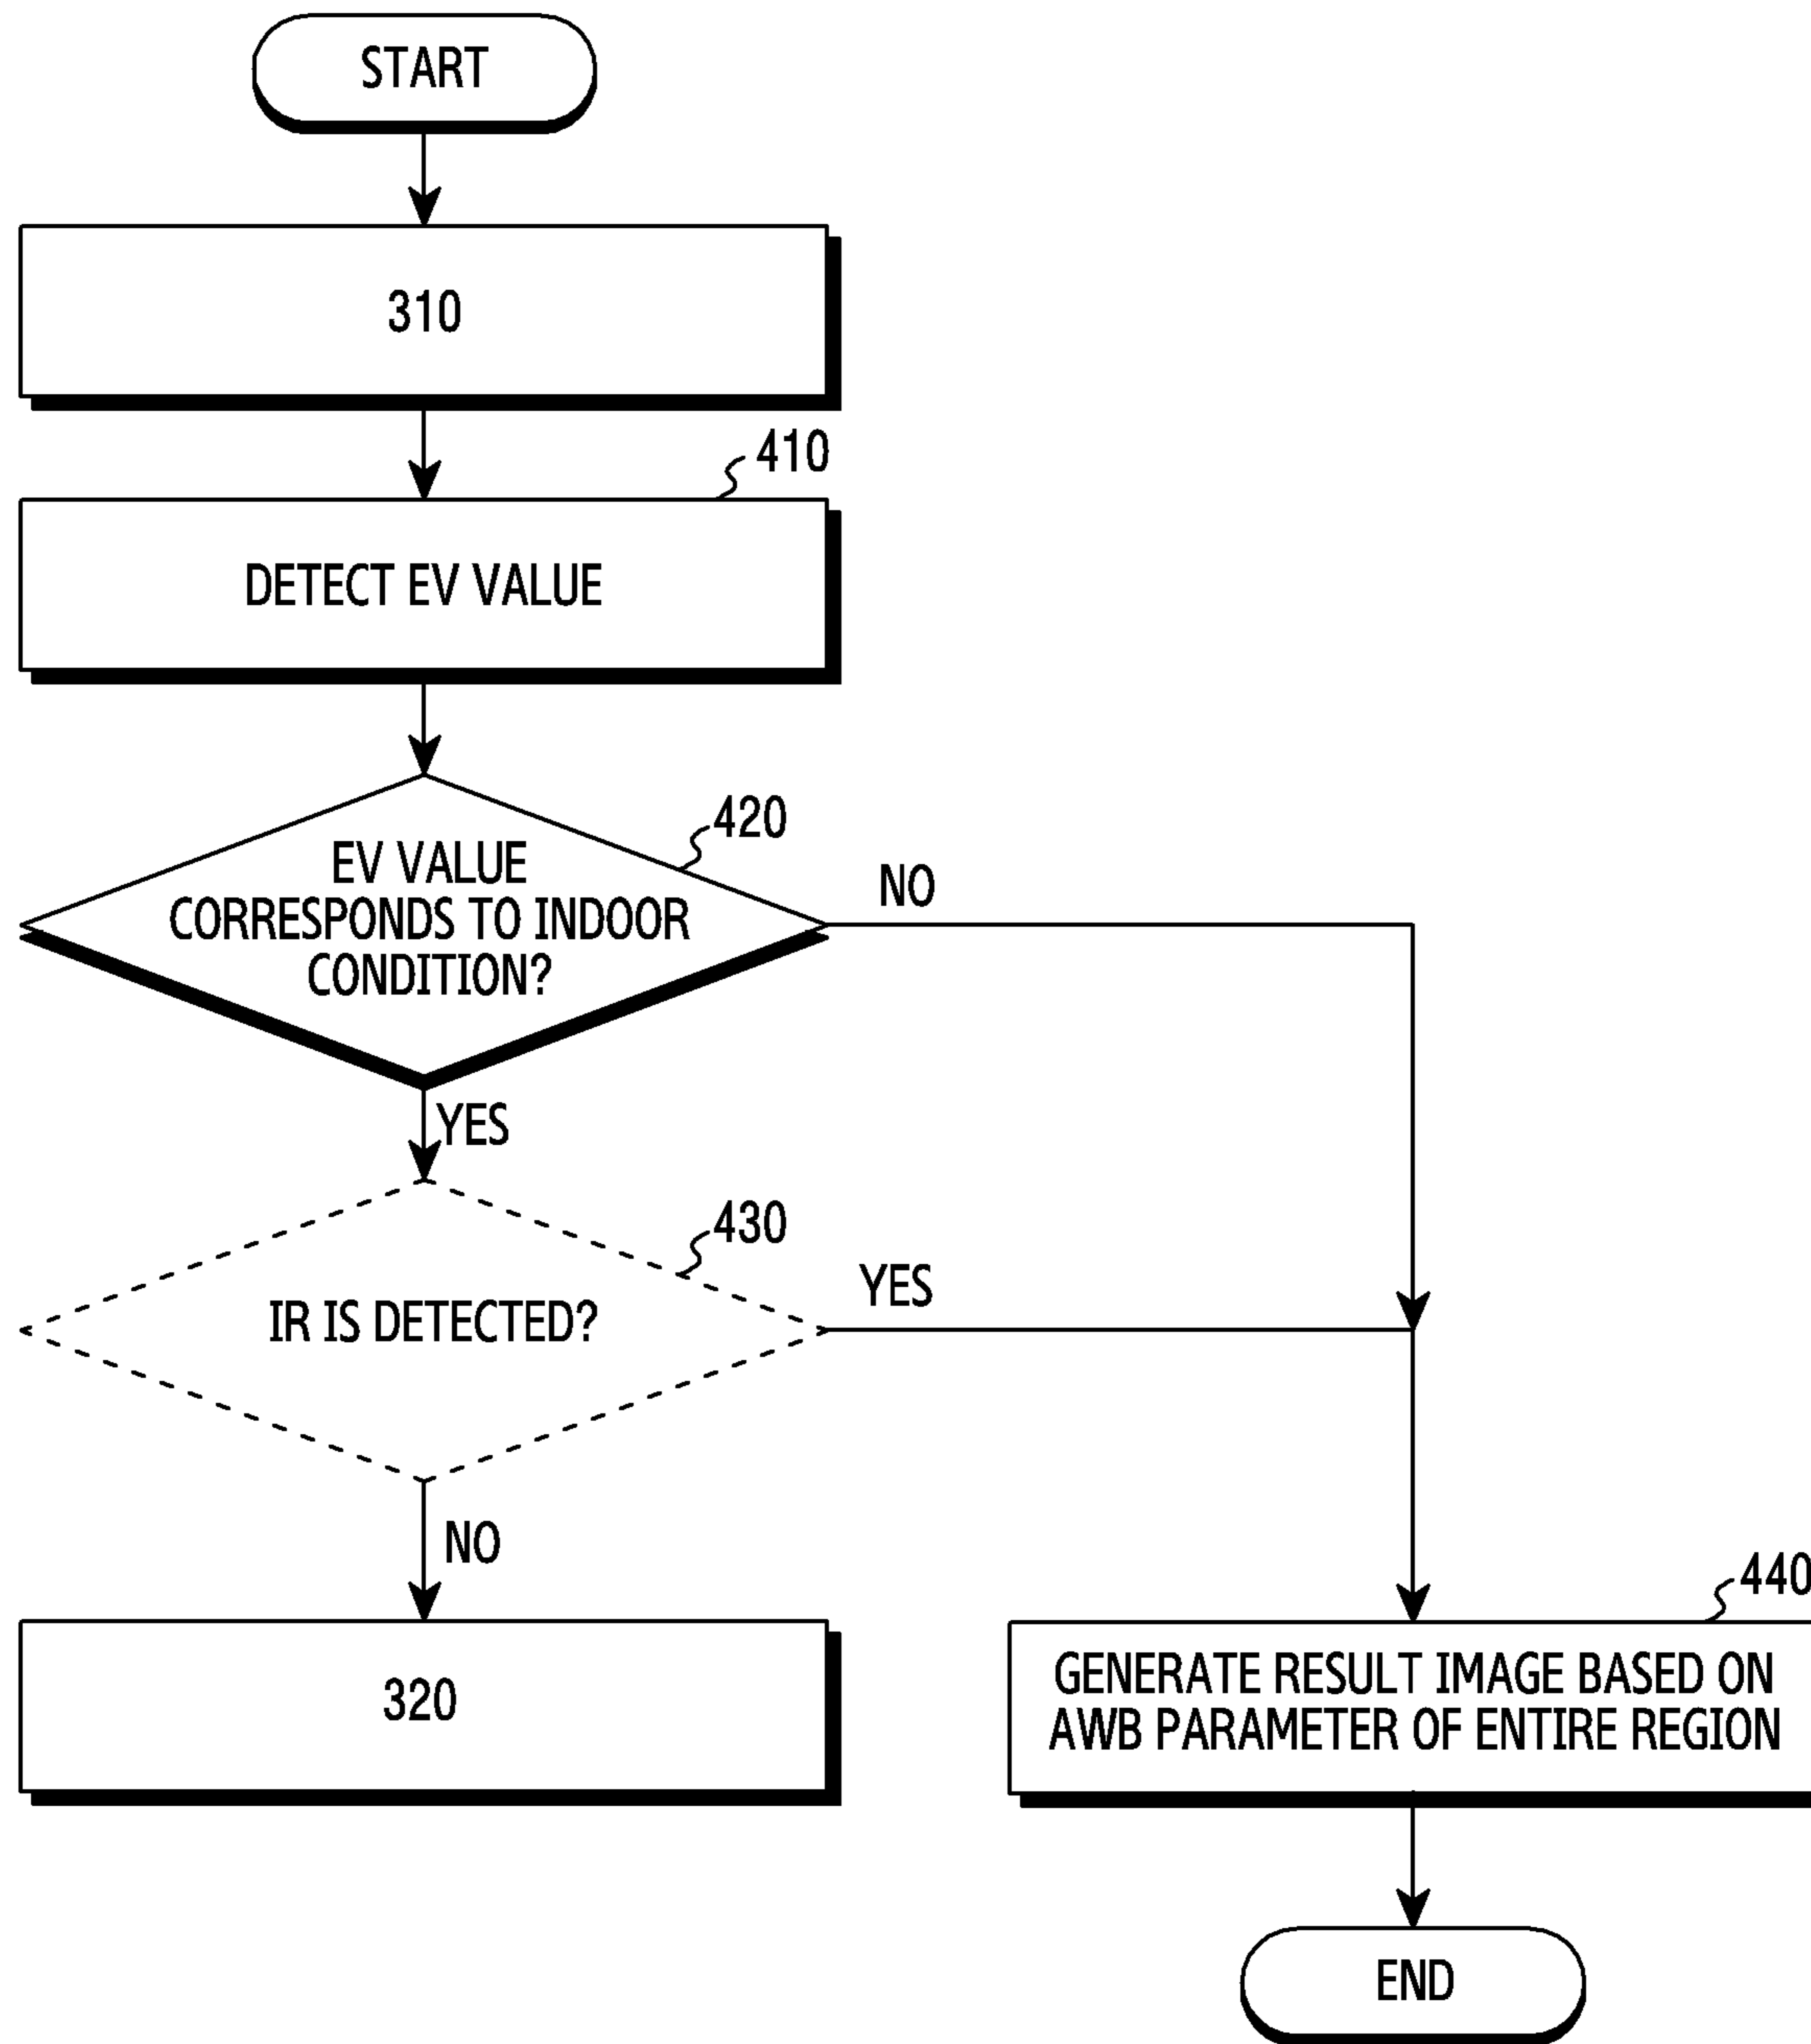 START
310
410
DETECT EV VALUE
420
EV VALUE
CORRESPONDS TO INDOOR
CONDITION?
NO
YES
430
IR IS DETECTED?
YES
NO
320
440
GENERATE RESULT IMAGE BASED ON
AWB PARAMETER OF ENTIRE REGION
END